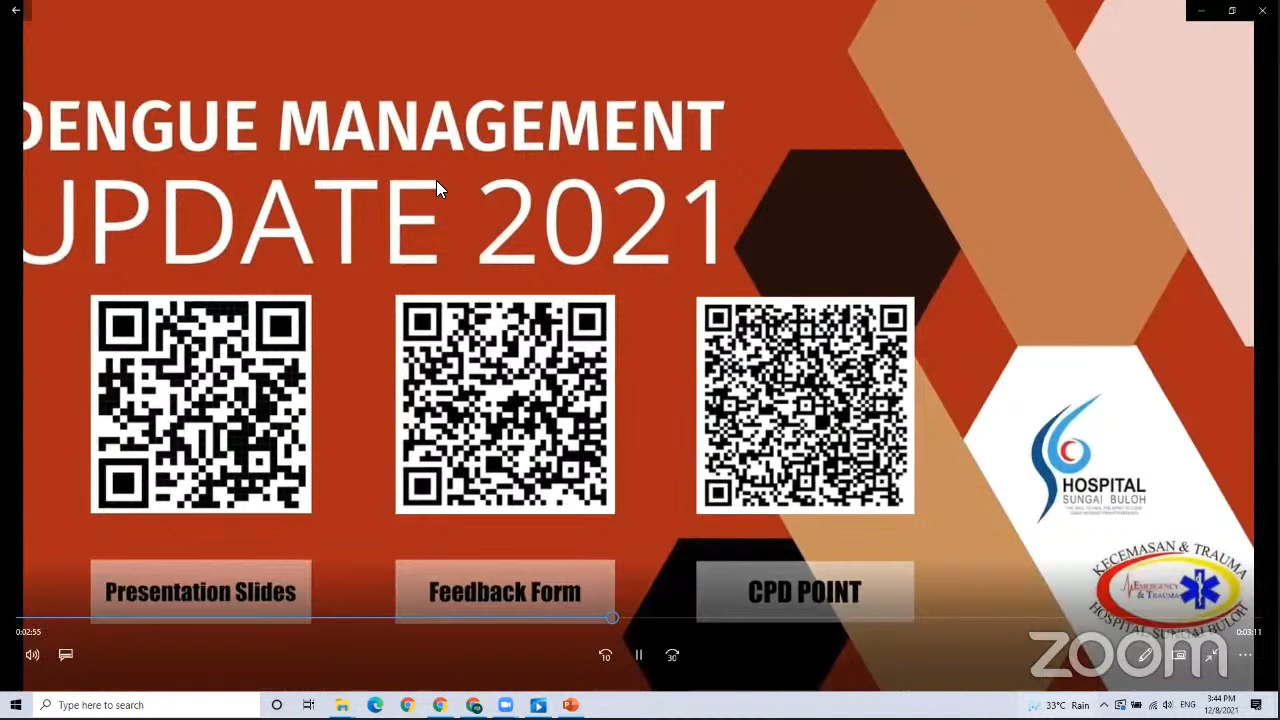 DENGUE MANAGEMENT
UPDATE 2021
HOSPITAL
SUNGAI BULOH
Presentation Slides
Feedback Form
CPD POINT
KECEMASAN & TRAUMA
EMERGENCY
& TRAUMA
HOSPITAL SUNGAI BULOH
0:02:55
0:03:11
10
30
zoom
Type here to search
33°C Rain
ENG
3:44 PM
12/8/2021